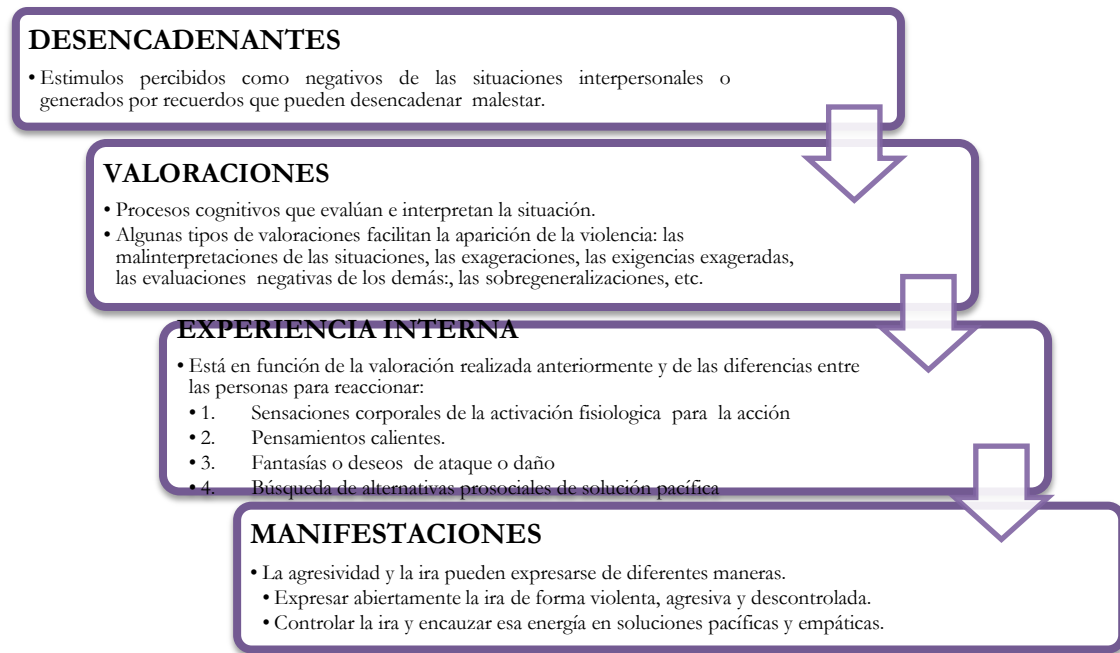 DESENCADENANTES
• Estimulos percibidos como negativos de las situaciones interpersonales o
generados por recuerdos que pueden desencadenar malestar.
VALORACIONES
• Procesos cognitivos que evalúan e interpretan la situación.
• Algunas tipos de valoraciones facilitan la aparición de la violencia: las
malinterpretaciones de las situaciones, las exageraciones, las exigencias exageradas,
las evaluaciones negativas de los demás:, las sobregeneralizaciones, etc.
EXPERIENCIA INTERNA
• Está en función de la valoración realizada anteriormente y de las diferencias entre
las personas para reaccionar:
• 1. Sensaciones corporales de la activación fisiologica para la acción
• 2. Pensamientos calientes.
• 3. Fantasías o deseos de ataque o daño
• 4. Búsqueda de alternativas prosociales de solución pacífica
MANIFESTACIONES
• La agresividad y la ira pueden expresarse de diferentes maneras.
• Expresar abiertamente la ira de forma violenta, agresiva y descontrolada.
• Controlar la ira y encauzar esa energía en soluciones pacíficas y empáticas.